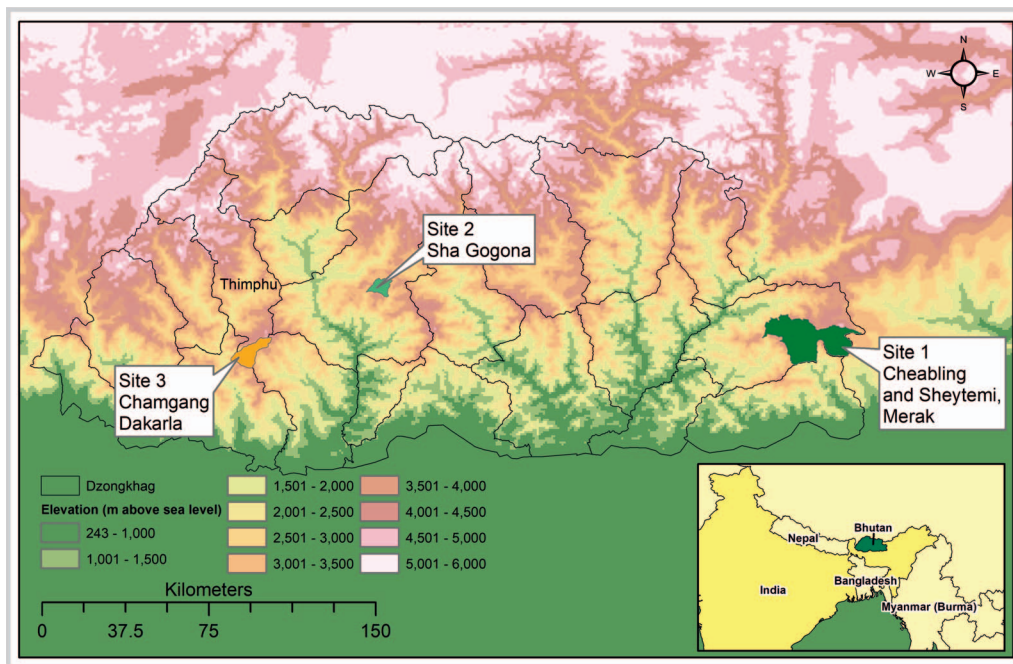 N
W
E
S
Site 2
Sha Gogona
Thimphu
Site 3
Chamgang
Dakarla
Site 1
Cheabling
and Sheytemi,
Merak
Dzongkhag
Elevation (m above sea level)
243 - 1,000
1,001 - 1,500
1,501 - 2,000
2,001 - 2,500
2,501 - 3,000
3,001 - 3,500
3,501 - 4,000
4,001 - 4,500
4,501 - 5,000
5,001 - 6,000
Kilometers
0 37.5 75 150
Bhutan
Nepal
Bangladesh
India
Myanmar (Burma)